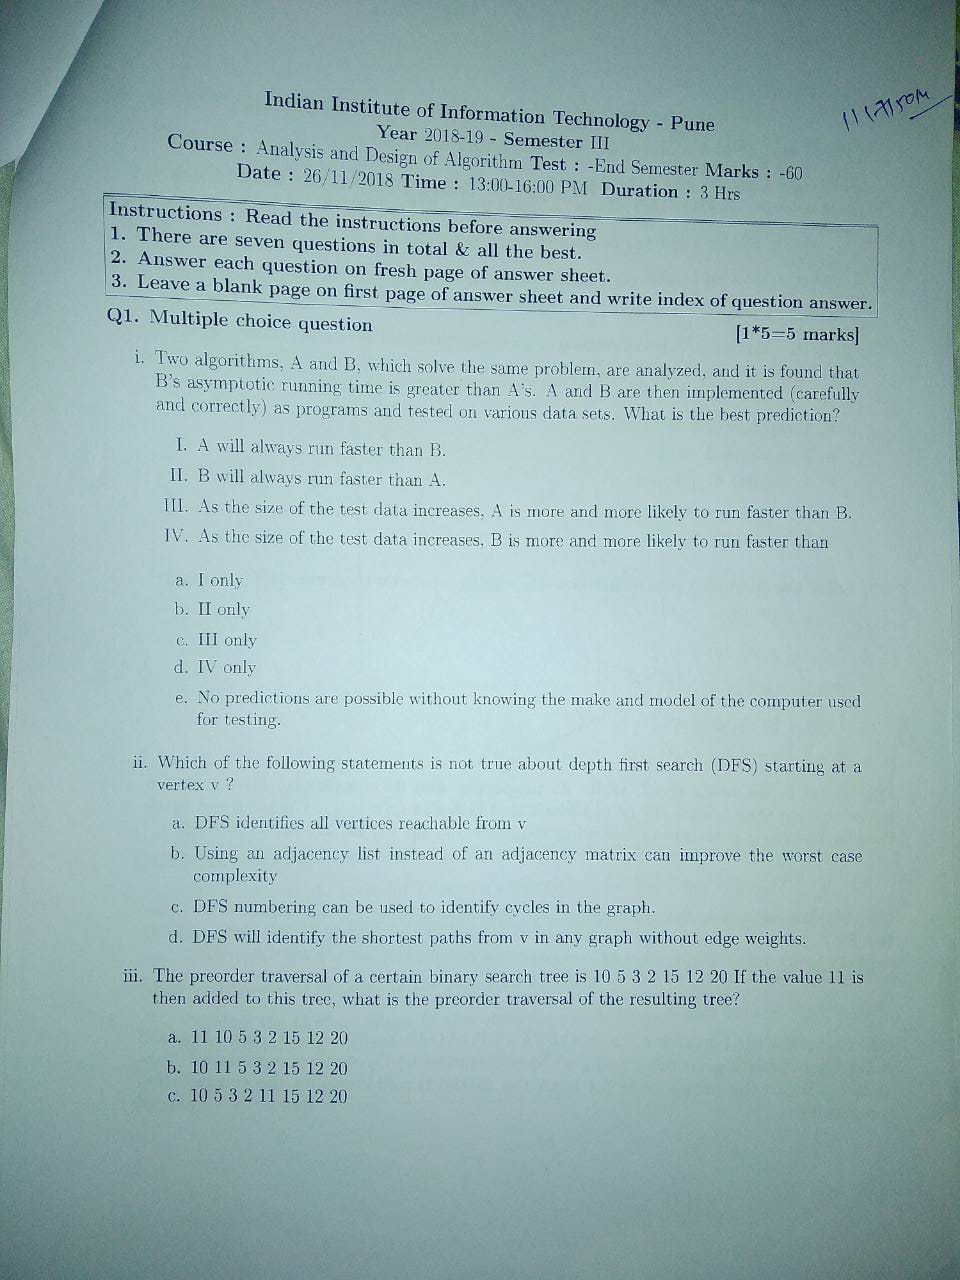 Indian Institute of Information Technology - Pune
Year 2018-19 - Semester III
Course : Analysis and Design of Algorithm Test : -End Semester Marks : -60
Date : 26/11/2018 Time : 13:00-16:00 PM Duration : 3 Hrs
Instructions : Read the instructions before answering
1. There are seven questions in total & all the best.
2. Answer each question on fresh page of answer sheet.
3. Leave a blank page on first page of answer sheet and write index of question answer.
Q1. Multiple choice question [1*5=5 marks]
i. Two algorithms, A and B, which solve the same problem, are analyzed, and it is found that
B's asymptotic running time is greater than A's. A and B are then implemented (carefully
and correctly) as programs and tested on various data sets. What is the best prediction?
I. A will always run faster than B.
II. B will always run faster than A.
III. As the size of the test data increases, A is more and more likely to run faster than B.
IV. As the size of the test data increases, B is more and more likely to run faster than
a. I only
b. II only
c. III only
d. IV only
e. No predictions are possible without knowing the make and model of the computer used
for testing.
ii. Which of the following statements is not true about depth first search (DFS) starting at a
vertex v ?
a. DFS identifies all vertices reachable from v
b. Using an adjacency list instead of an adjacency matrix can improve the worst case
complexity
c. DFS numbering can be used to identify cycles in the graph.
d. DFS will identify the shortest paths from v in any graph without edge weights.
iii. The preorder traversal of a certain binary search tree is 10 5 3 2 15 12 20 If the value 11 is
then added to this tree, what is the preorder traversal of the resulting tree?
a. 11 10 5 3 2 15 12 20
b. 10 11 5 3 2 15 12 20
c. 10 5 3 2 11 15 12 20